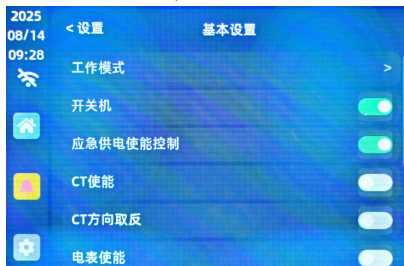 2025
08/14
09:28
< 设置
基本设置
工作模式 >
开关机
应急供电使能控制
CT使能
CT方向取反
电表使能